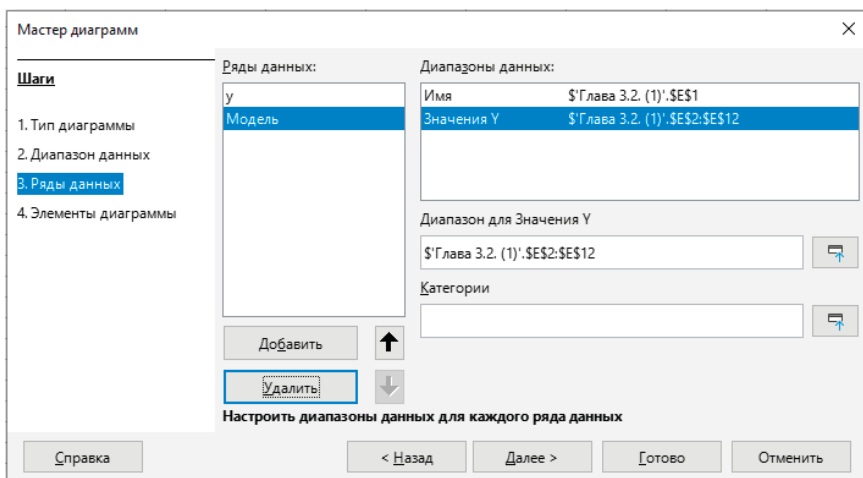 Мастер диаграмм
Шаги
1. Тип диаграммы
2. Диапазон данных
3. Ряды данных
4. Элементы диаграммы
Ряды данных:
y
Модель
Добавить
Удалить
Диапазоны данных:
Имя $'Глава 3.2. (1)'.$E$1
Значения Y $'Глава 3.2. (1)'.$E$2:$E$12
Диапазон для Значения Y
$'Глава 3.2. (1)'.$E$2:$E$12
Категории
Настроить диапазоны данных для каждого ряда данных
Справка
< Назад
Далее >
Готово
Отменить